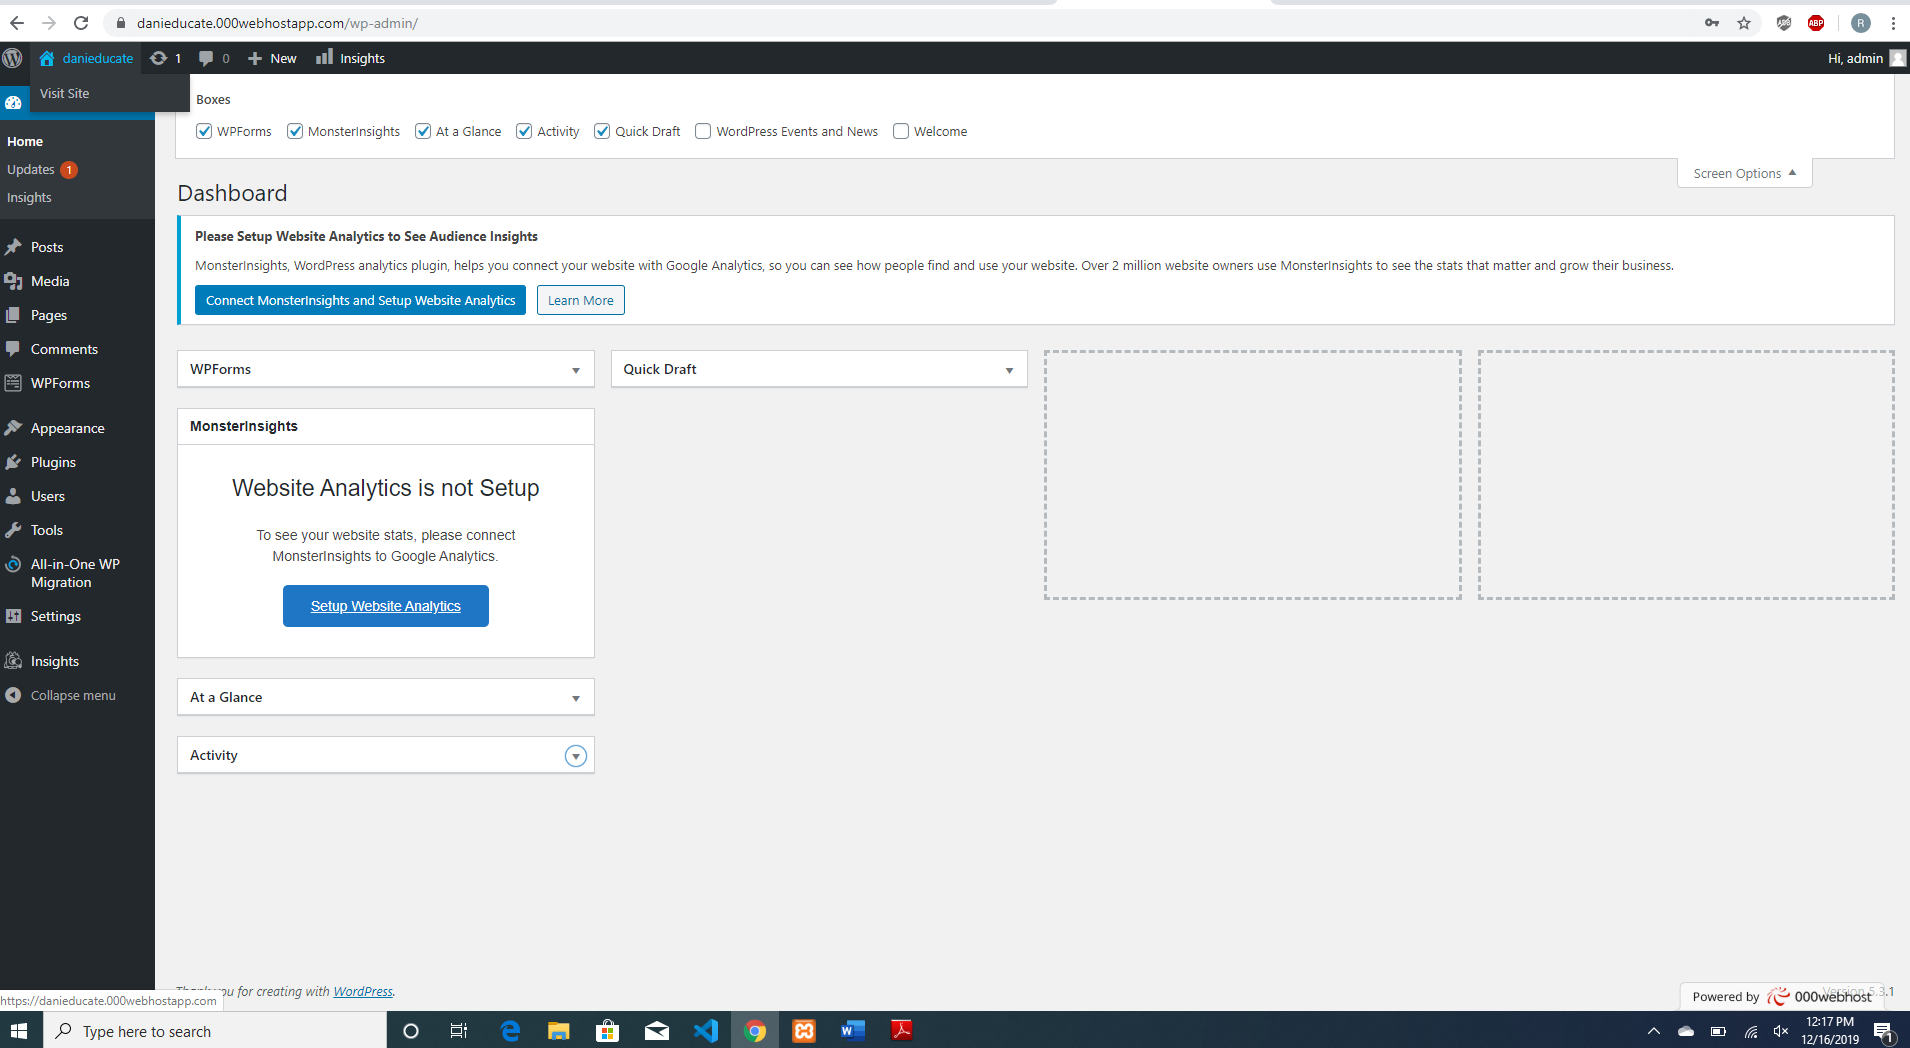 danieducate.000webhostapp.com/wp-admin/
ABP
R
danieducate 1 0 New Insights
Hi, admin
Visit Site
Boxes
WPForms MonsterInsights At a Glance Activity Quick Draft WordPress Events and News Welcome
Screen Options
Home
Updates 1
Insights
Posts
Media
Pages
Comments
WPForms
Appearance
Plugins
Users
Tools
All-in-One WP
Migration
Settings
Insights
Collapse menu
Dashboard
Please Setup Website Analytics to See Audience Insights
MonsterInsights, WordPress analytics plugin, helps you connect your website with Google Analytics, so you can see how people find and use your website. Over 2 million website owners use MonsterInsights to see the stats that matter and grow their business.
Connect MonsterInsights and Setup Website Analytics Learn More
WPForms
Quick Draft
MonsterInsights
Website Analytics is not Setup
To see your website stats, please connect
MonsterInsights to Google Analytics.
Setup Website Analytics
At a Glance
Activity
Thank you for creating with WordPress.
Version 5.3.1
Powered by 000webhost
https://danieducate.000webhostapp.com
Type here to search
12:17 PM
12/16/2019
1